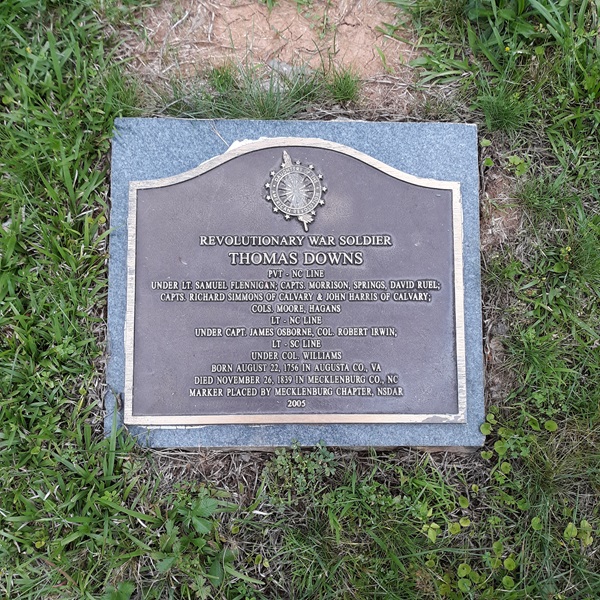 REVOLUTIONARY WAR SOLDIER
THOMAS DOWNS
PVT - NC LINE
UNDER LT. SAMUEL FLENNIGAN; CAPTS. MORRISON, SPRINGS, DAVID RUEL;
CAPTS. RICHARD SIMMONS OF CALVARY & JOHN HARRIS OF CALVARY;
COLS. MOORE, HAGANS
LT - NC LINE
UNDER CAPT. JAMES OSBORNE, COL. ROBERT IRWIN;
LT - SC LINE
UNDER COL. WILLIAMS
BORN AUGUST 22, 1756 IN AUGUSTA CO., VA
DIED NOVEMBER 26, 1839 IN MECKLENBURG CO., NC
MARKER PLACED BY MECKLENBURG CHAPTER, NSDAR
2005